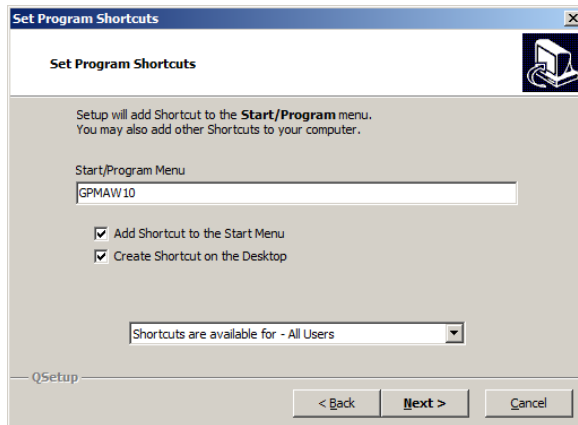 Set Program Shortcuts
Set Program Shortcuts
Setup will add Shortcut to the Start/Program menu.
You may also add other Shortcuts to your computer.
Start/Program Menu
GPMAW10
Add Shortcut to the Start Menu
Create Shortcut on the Desktop
Shortcuts are available for - All Users
QSetup
< Back Next > Cancel